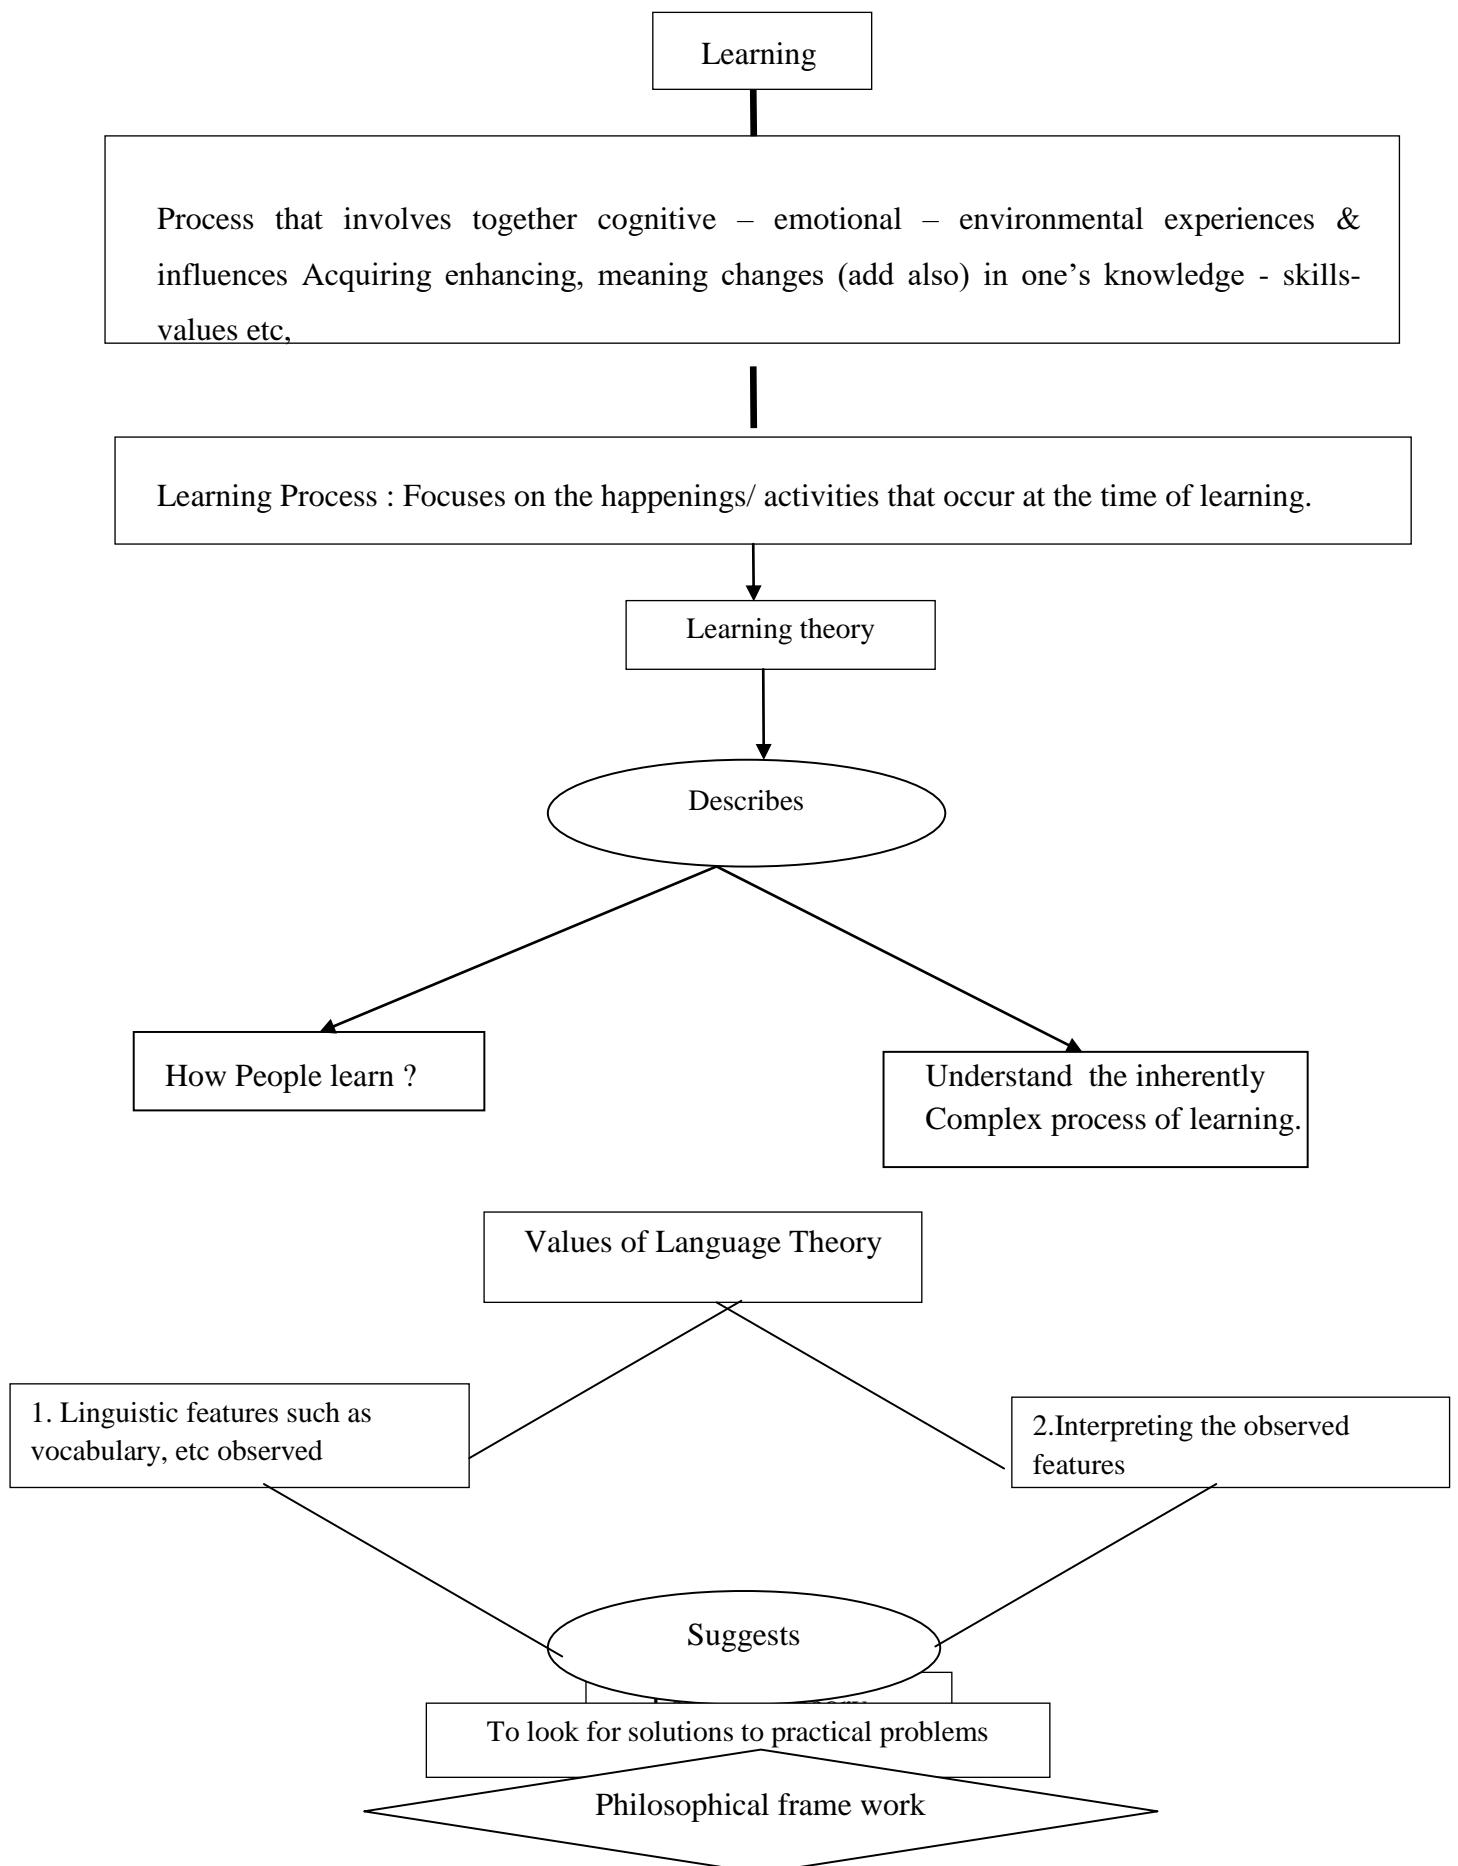 Learning
Process that involves together cognitive – emotional – environmental experiences &
influences Acquiring enhancing, meaning changes (add also) in one’s knowledge - skills-
values etc,
Learning Process : Focuses on the happenings/ activities that occur at the time of learning.
Learning theory
Describes
How People learn ?
Understand the inherently
Complex process of learning.
Values of Language Theory
1. Linguistic features such as
vocabulary, etc observed
2.Interpreting the observed
features
Suggests
To look for solutions to practical problems
Philosophical frame work